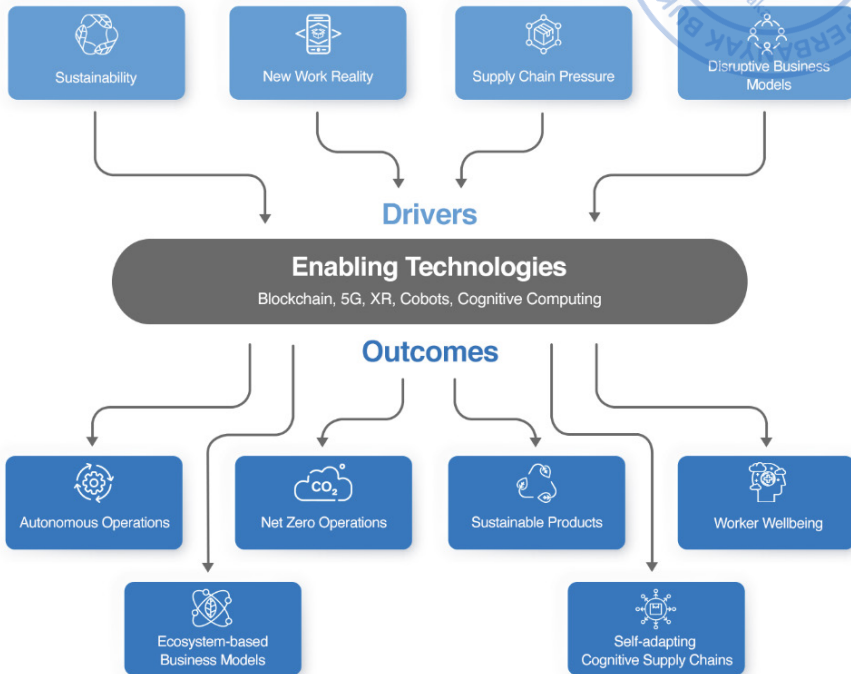 Sustainability
New Work Reality
Supply Chain Pressure
Disruptive Business
Models
PERBANYAK BUK
Drivers
Enabling Technologies
Blockchain, 5G, XR, Cobots, Cognitive Computing
Outcomes
Autonomous Operations
CO2
Net Zero Operations
Sustainable Products
Worker Wellbeing
Ecosystem-based
Business Models
Self-adapting
Cognitive Supply Chains